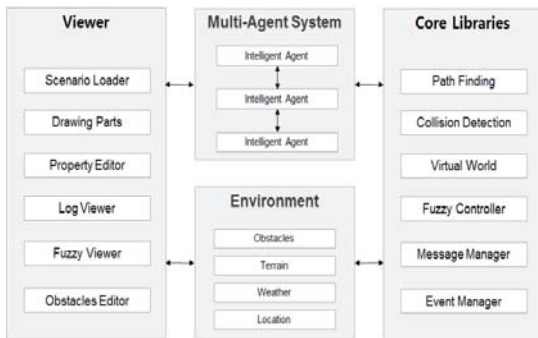 Viewer
Scenario Loader
Drawing Parts
Property Editor
Log Viewer
Fuzzy Viewer
Obstacles Editor
Multi-Agent System
Intelligent Agent
Intelligent Agent
Intelligent Agent
Environment
Obstacles
Terrain
Weather
Location
Core Libraries
Path Finding
Collision Detection
Virtual World
Fuzzy Controller
Message Manager
Event Manager